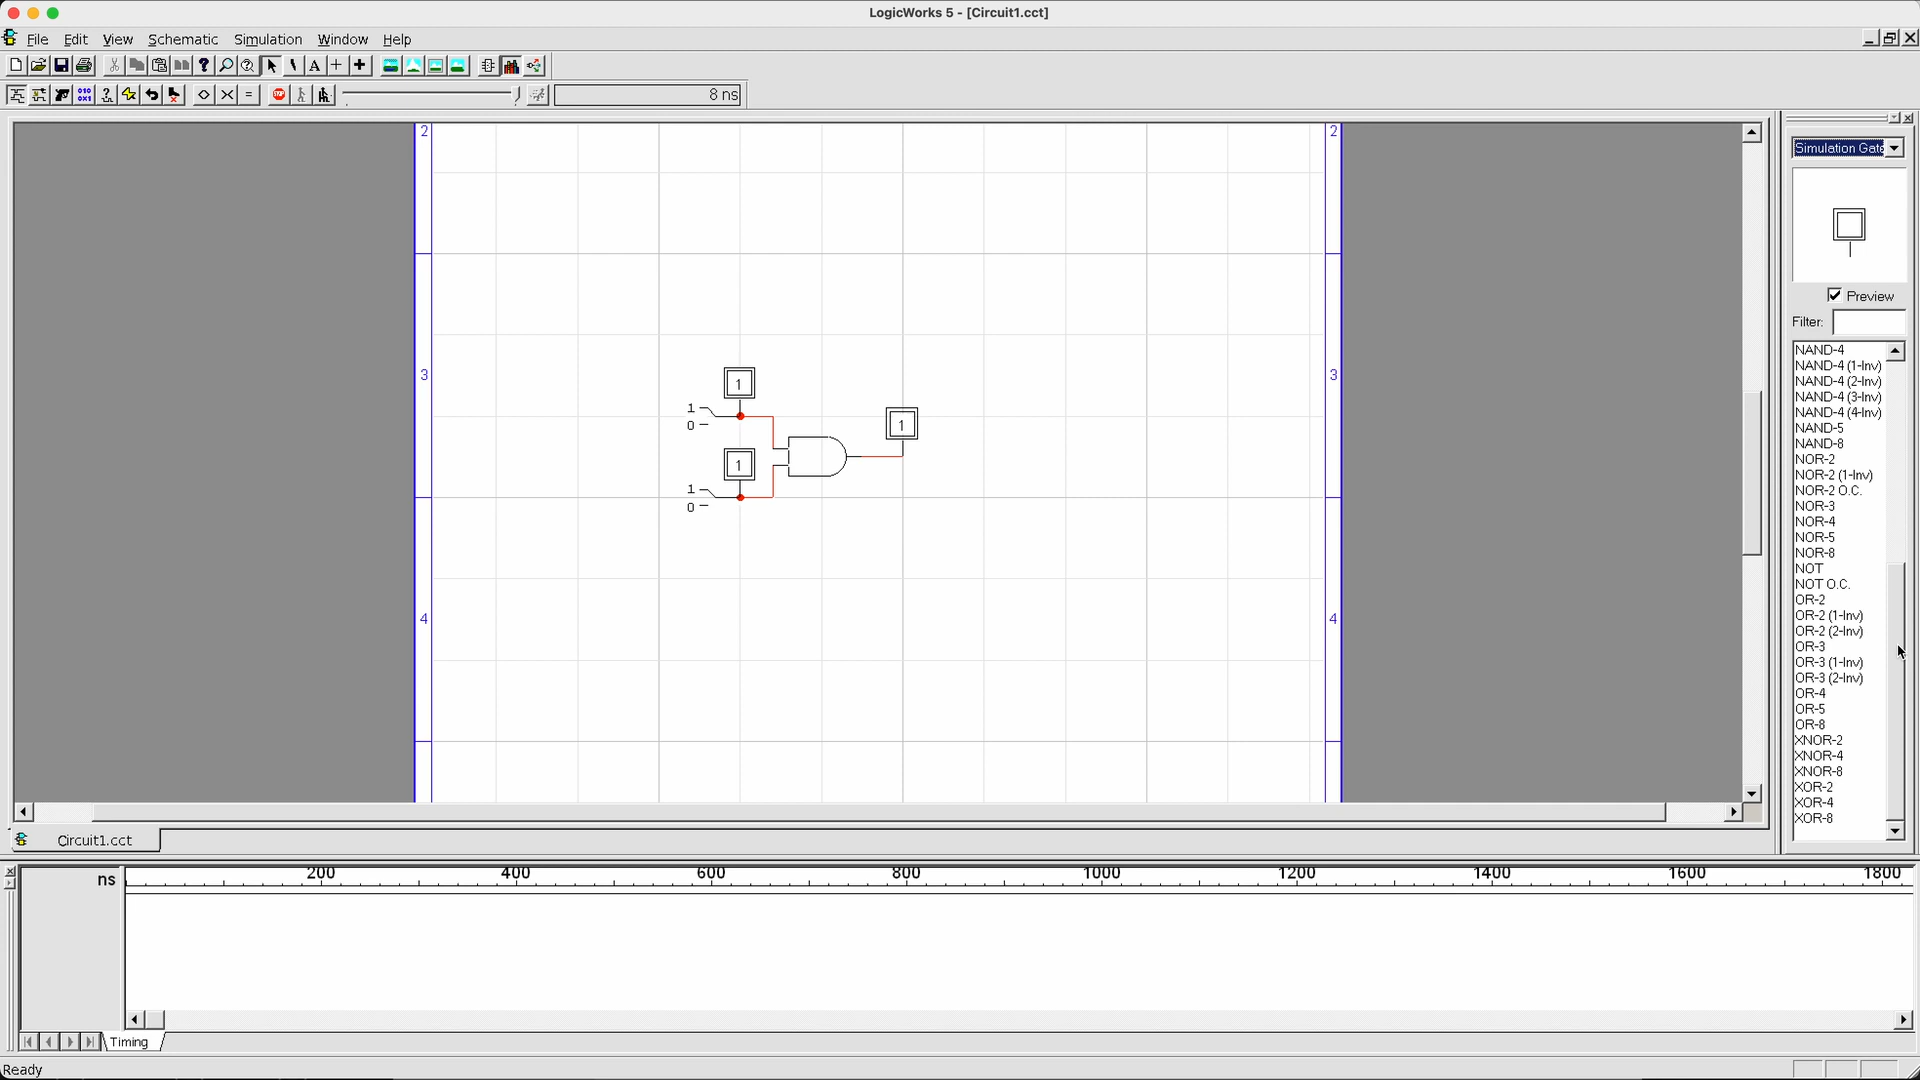 LogicWorks 5 - [Circuit1.cct]
File Edit View Schematic Simulation Window Help
8 ns
2 2
3 3
4 4
1
1
0
1
1
1
0
Simulation Gate
Preview
Filter:
NAND-4
NAND-4 (1-Inv)
NAND-4 (2-Inv)
NAND-4 (3-Inv)
NAND-4 (4-Inv)
NAND-5
NAND-8
NOR-2
NOR-2 (1-Inv)
NOR-2 O.C.
NOR-3
NOR-4
NOR-5
NOR-8
NOT
NOT O.C.
OR-2
OR-2 (1-Inv)
OR-2 (2-Inv)
OR-3
OR-3 (1-Inv)
OR-3 (2-Inv)
OR-4
OR-5
OR-8
XNOR-2
XNOR-4
XNOR-8
XOR-2
XOR-4
XOR-8
Circuit1.cct
ns 200 400 600 800 1000 1200 1400 1600 1800
Timing
Ready